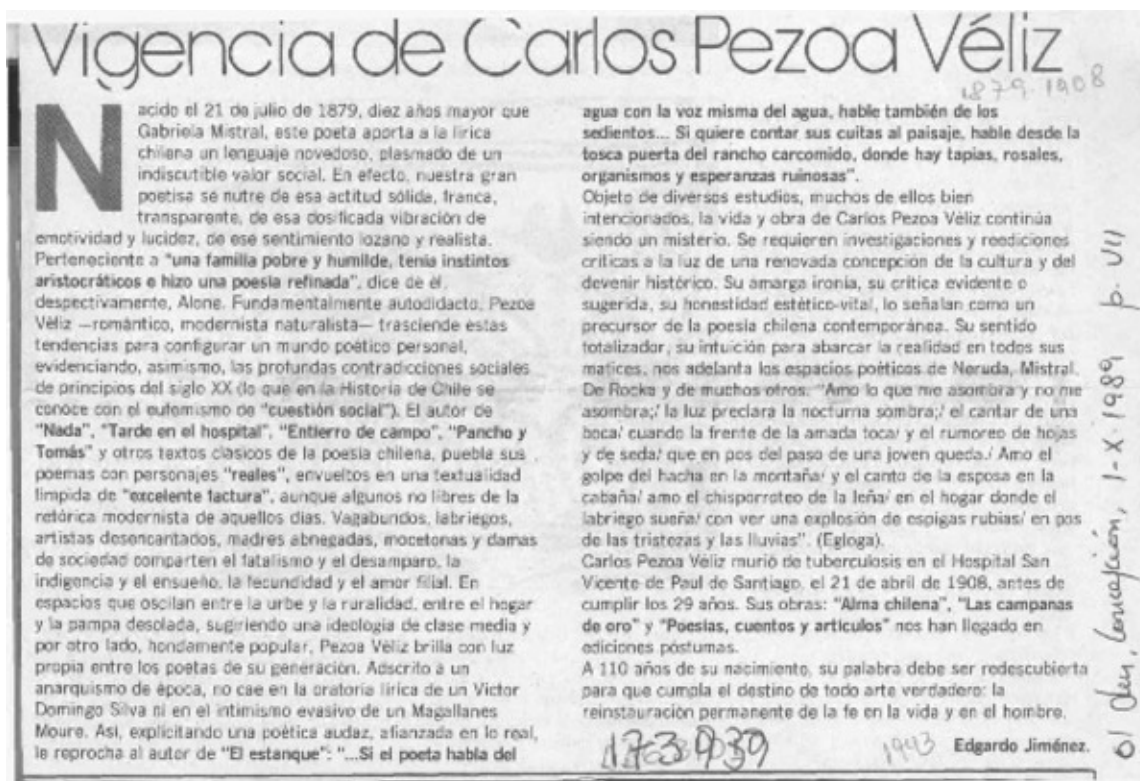 Vigencia de Carlos Pezoa Véliz
1879-1908
Nacido el 21 de julio de 1879, diez años mayor que
Gabriela Mistral, este poeta aporta a la lírica
chilena un lenguaje novedoso, plasmado de un
indiscutible valor social. En efecto, nuestra gran
poetisa se nutre de esa actitud sólida, franca,
transparente, de esa dosificada vibración de
emotividad y lucidez, de ese sentimiento lozano y realista.
Perteneciente a "una familia pobre y humilde, tenía instintos
aristocráticos e hizo una poesía refinada", dice de él,
despectivamente, Alone. Fundamentalmente autodidacto, Pezoa
Véliz —romántico, modernista naturalista— trasciende estas
tendencias para configurar un mundo poético personal,
evidenciando, asimismo, las profundas contradicciones sociales
de principios del siglo XX (lo que en la Historia de Chile se
conoce con el eufemismo de "cuestión social"). El autor de
"Nada", "Tarde en el hospital", "Entierro de campo", "Pancho y
Tomás" y otros textos clásicos de la poesía chilena, puebla sus
poemas con personajes "reales", envueltos en una textualidad
límpida de "excelente factura", aunque algunos no libres de la
retórica modernista de aquellos días. Vagabundos, labriegos,
artistas desencantados, madres abnegadas, mocetonas y damas
de sociedad comparten el fatalismo y el desamparo, la
indigencia y el ensueño, la fecundidad y el amor filial. En
espacios que oscilan entre la urbe y la ruralidad, entre el hogar
y la pampa desolada, sugiriendo una ideología de clase media y
por otro lado, hondamente popular, Pezoa Véliz brilla con luz
propia entre los poetas de su generación. Adscrito a un
anarquismo de época, no cae en la oratoria lírica de un Víctor
Domingo Silva ni en el intimismo evasivo de un Magallanes
Moure. Así, explicitando una poética audaz, afianzada en lo real,
le reprocha al autor de "El estanque": "...Si el poeta habla del
agua con la voz misma del agua, hable también de los
sedientos... Si quiere contar sus cuitas al paisaje, hable desde la
tosca puerta del rancho carcomido, donde hay tapias, rosales,
organismos y esperanzas ruinosas".
Objeto de diversos estudios, muchos de ellos bien
intencionados, la vida y obra de Carlos Pezoa Véliz continúa
siendo un misterio. Se requieren investigaciones y reediciones
críticas a la luz de una renovada concepción de la cultura y del
devenir histórico. Su amarga ironía, su crítica evidente o
sugerida, su honestidad estético-vital, lo señalan como un
precursor de la poesía chilena contemporánea. Su sentido
totalizador, su intuición para abarcar la realidad en todos sus
matices, nos adelanta los espacios poéticos de Neruda, Mistral,
De Rocka y de muchos otros: "Amo lo que me asombra y no me
asombra;/ la luz preclara la nocturna sombra;/ el cantar de una
boca/ cuando la frente de la amada toca/ y el rumoreo de hojas
y de seda/ que en pos del paso de una joven queda./ Amo el
golpe del hacha en la montaña/ y el canto de la esposa en la
cabaña/ amo el chisporroteo de la leña/ en el hogar donde el
labriego sueña/ con ver una explosión de espigas rubias/ en pos
de las tristezas y las lluvias". (Egloga).
Carlos Pezoa Véliz murió de tuberculosis en el Hospital San
Vicente de Paul de Santiago, el 21 de abril de 1908, antes de
cumplir los 29 años. Sus obras: "Alma chilena", "Las campanas
de oro" y "Poesías, cuentos y artículos" nos han llegado en
ediciones póstumas.
A 110 años de su nacimiento, su palabra debe ser redescubierta
para que cumpla el destino de todo arte verdadero: la
reinstauración permanente de la fe en la vida y en el hombre.
173939
1943
Edgardo Jiménez.
Concepción, 1-X-1989 p. VII